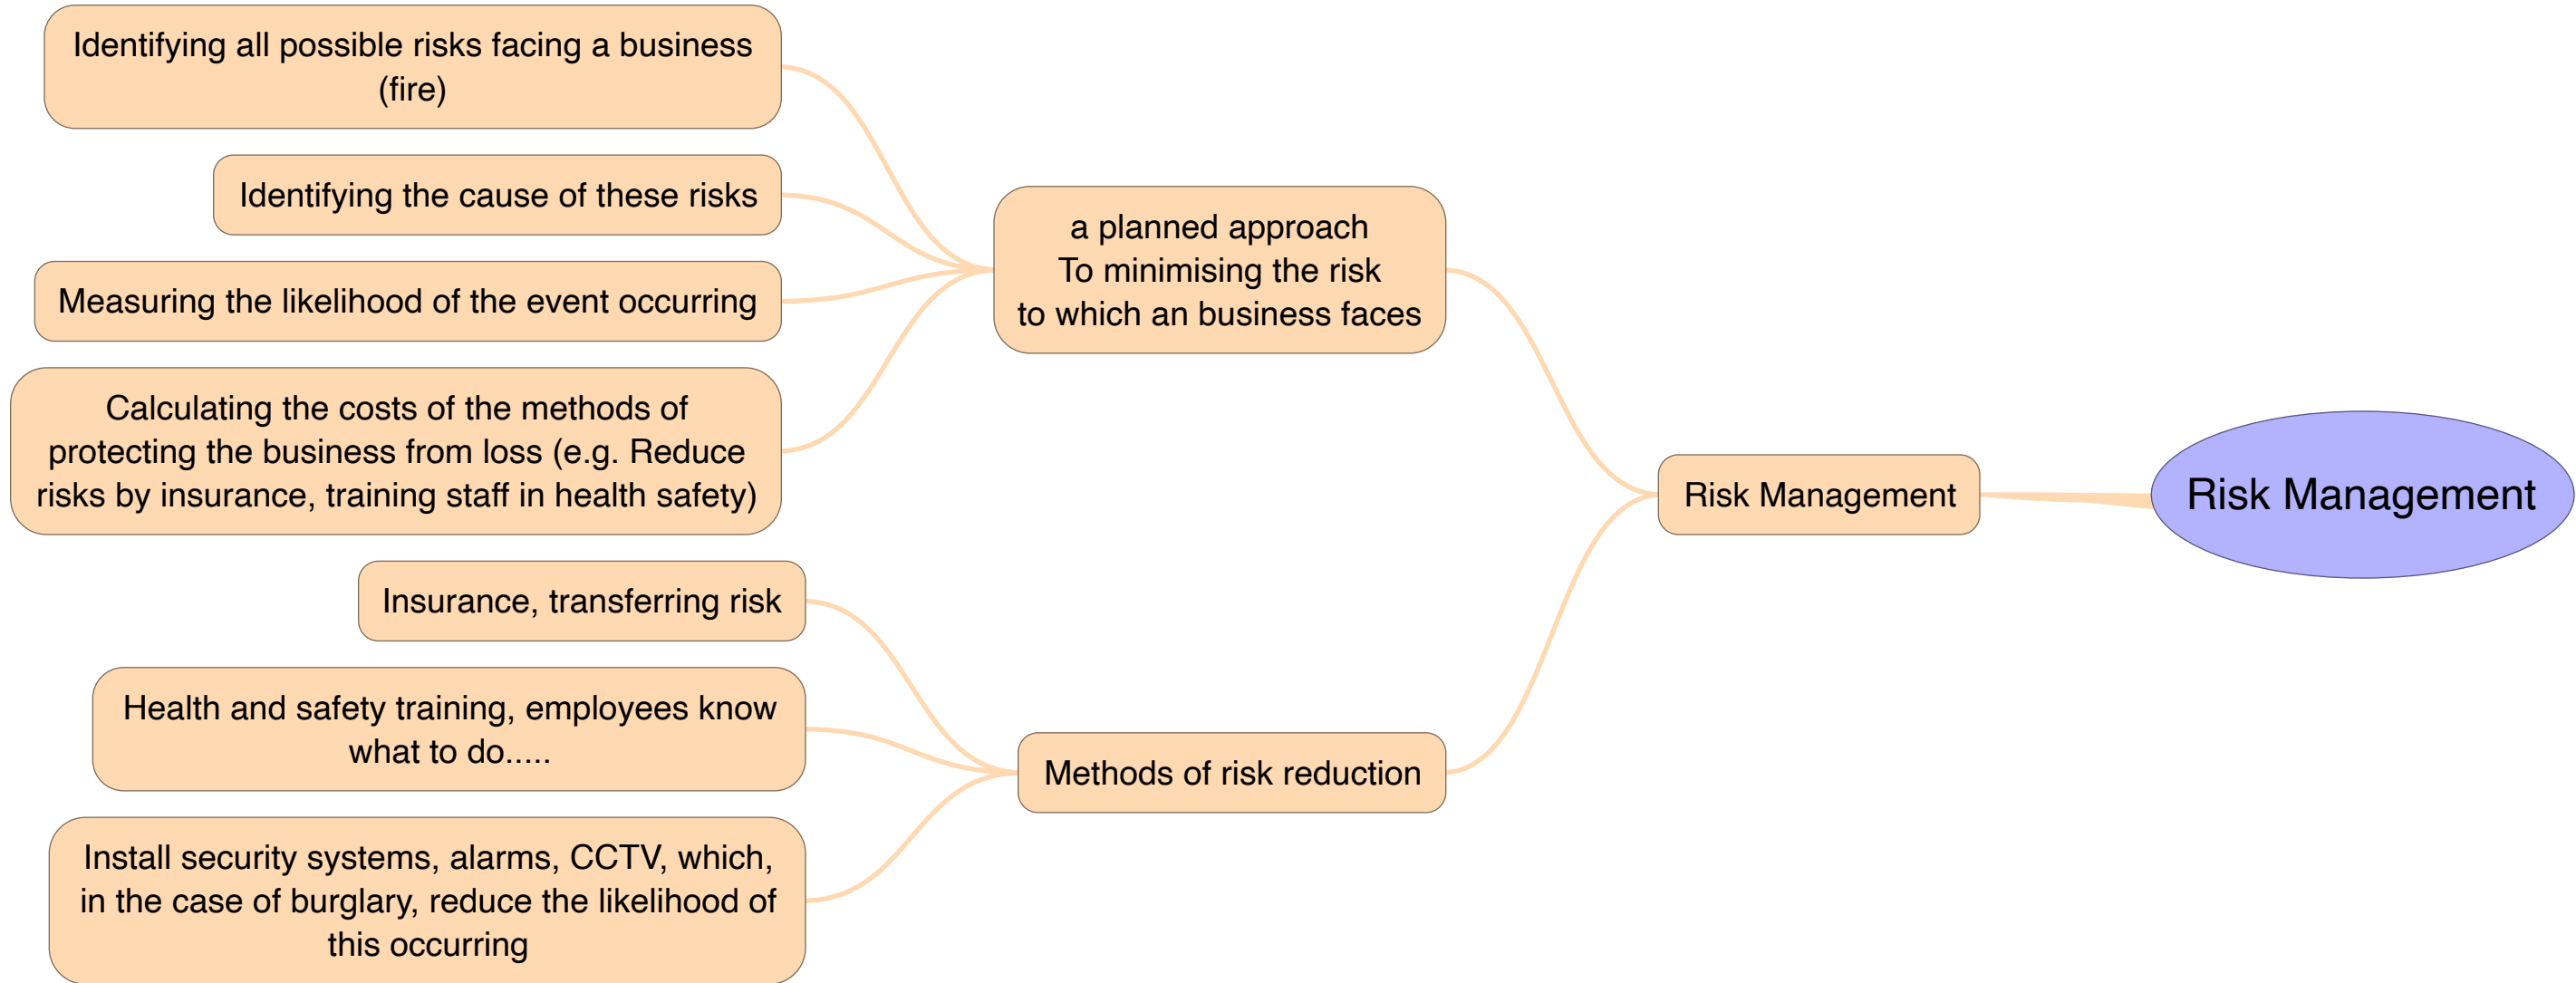 Identifying all possible risks facing a business
(fire)
Identifying the cause of these risks
Measuring the likelihood of the event occurring
Calculating the costs of the methods of
protecting the business from loss (e.g. Reduce
risks by insurance, training staff in health safety)
a planned approach
To minimising the risk
to which an business faces
Insurance, transferring risk
Health and safety training, employees know
what to do.....
Install security systems, alarms, CCTV, which,
in the case of burglary, reduce the likelihood of
this occurring
Methods of risk reduction
Risk Management
Risk Management